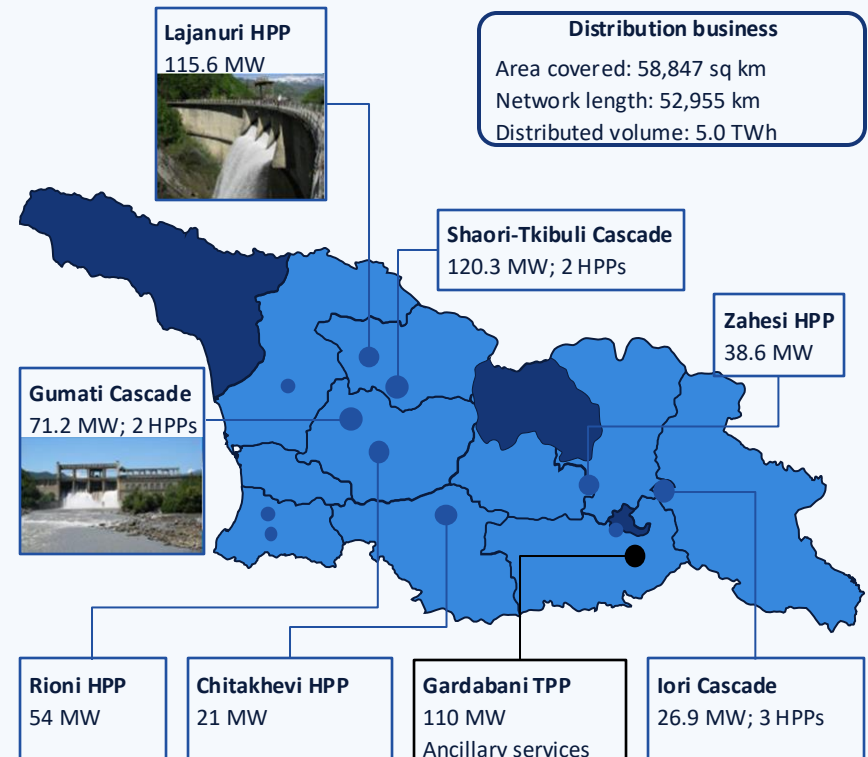 Lajanuri HPP
115.6 MW
Distribution business
Area covered: 58,847 sq km
Network length: 52,955 km
Distributed volume: 5.0 TWh
Shaori-Tkibuli Cascade
120.3 MW; 2 HPPs
Zahesi HPP
38.6 MW
Gumati Cascade
71.2 MW; 2 HPPs
Rioni HPP
54 MW
Chitakhevi HPP
21 MW
Gardabani TPP
110 MW
Ancillary services
Iori Cascade
26.9 MW; 3 HPPs